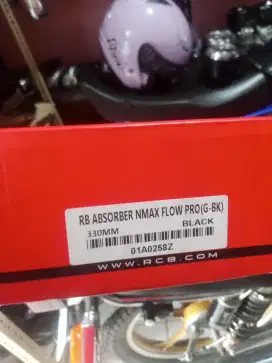 RB ABSORBER NMAX FLOW PRO(G-BK)
330MM BLACK
01A0258Z
WWW.RCB.COM